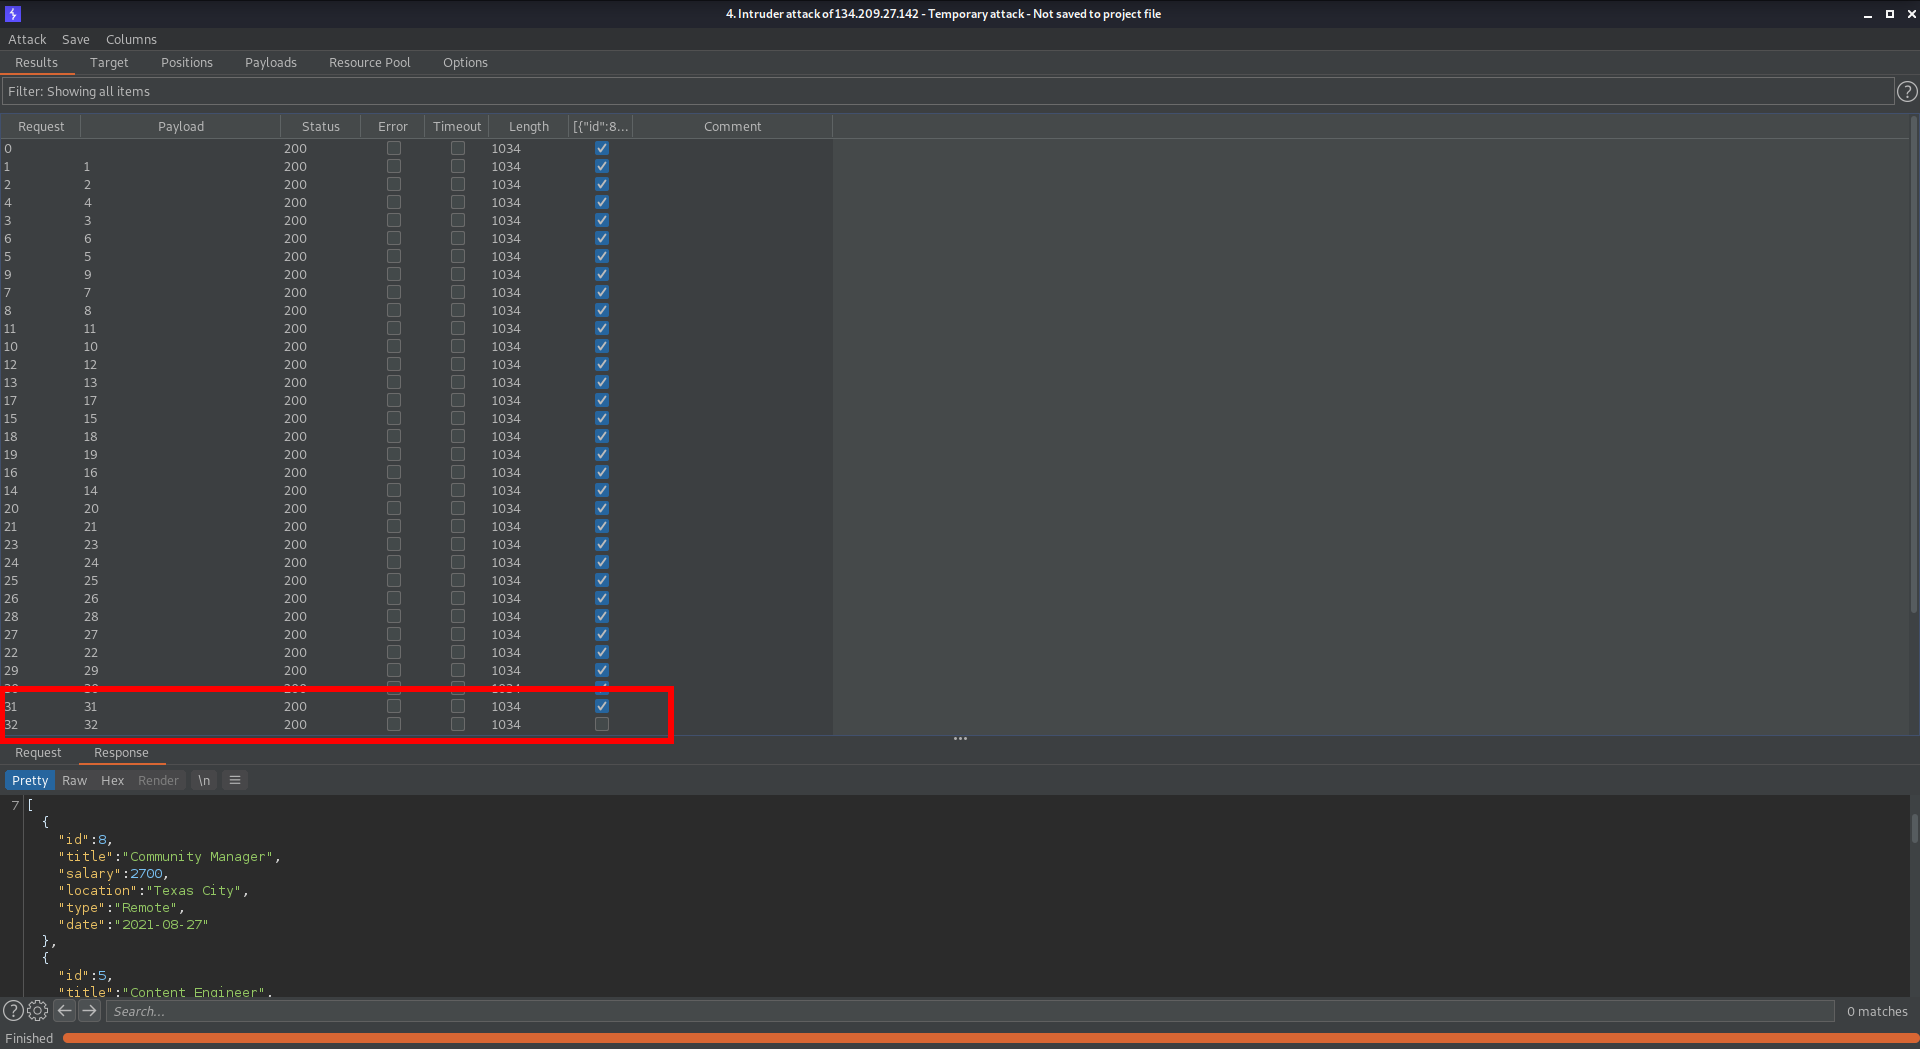 4. Intruder attack of 134.209.27.142 - Temporary attack - Not saved to project file
Attack Save Columns
Results Target Positions Payloads Resource Pool Options
Filter: Showing all items
Request Payload Status Error Timeout Length [{"id":8... Comment
0 200 1034
1 1 200 1034
2 2 200 1034
4 4 200 1034
3 3 200 1034
6 6 200 1034
5 5 200 1034
9 9 200 1034
7 7 200 1034
8 8 200 1034
11 11 200 1034
10 10 200 1034
12 12 200 1034
13 13 200 1034
17 17 200 1034
15 15 200 1034
18 18 200 1034
19 19 200 1034
16 16 200 1034
14 14 200 1034
20 20 200 1034
21 21 200 1034
23 23 200 1034
24 24 200 1034
25 25 200 1034
26 26 200 1034
28 28 200 1034
27 27 200 1034
22 22 200 1034
29 29 200 1034
31 31 200 1034
32 32 200 1034
Request Response
Pretty Raw Hex Render \n
7 [
{
"id":8,
"title":"Community Manager",
"salary":2700,
"location":"Texas City",
"type":"Remote",
"date":"2021-08-27"
},
{
"id":5,
"title":"Content Engineer",
Search... 0 matches
Finished